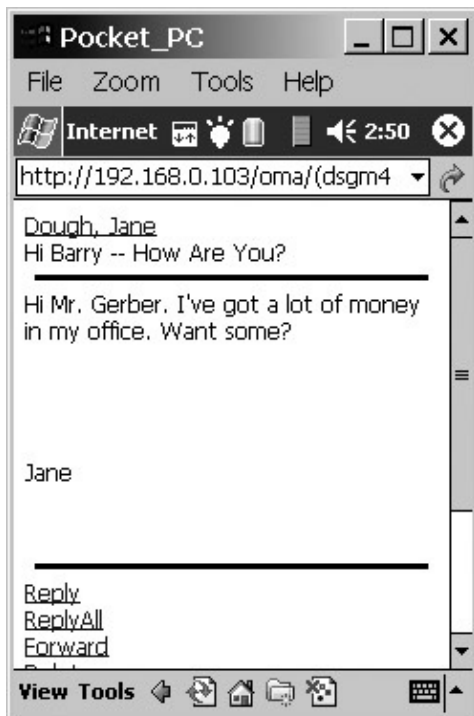 Pocket_PC
File Zoom Tools Help
Internet 2:50
http://192.168.0.103/oma/(dsgm4
Dough, Jane
Hi Barry -- How Are You?
Hi Mr. Gerber. I've got a lot of money
in my office. Want some?
Jane
Reply
ReplyAll
Forward
View Tools